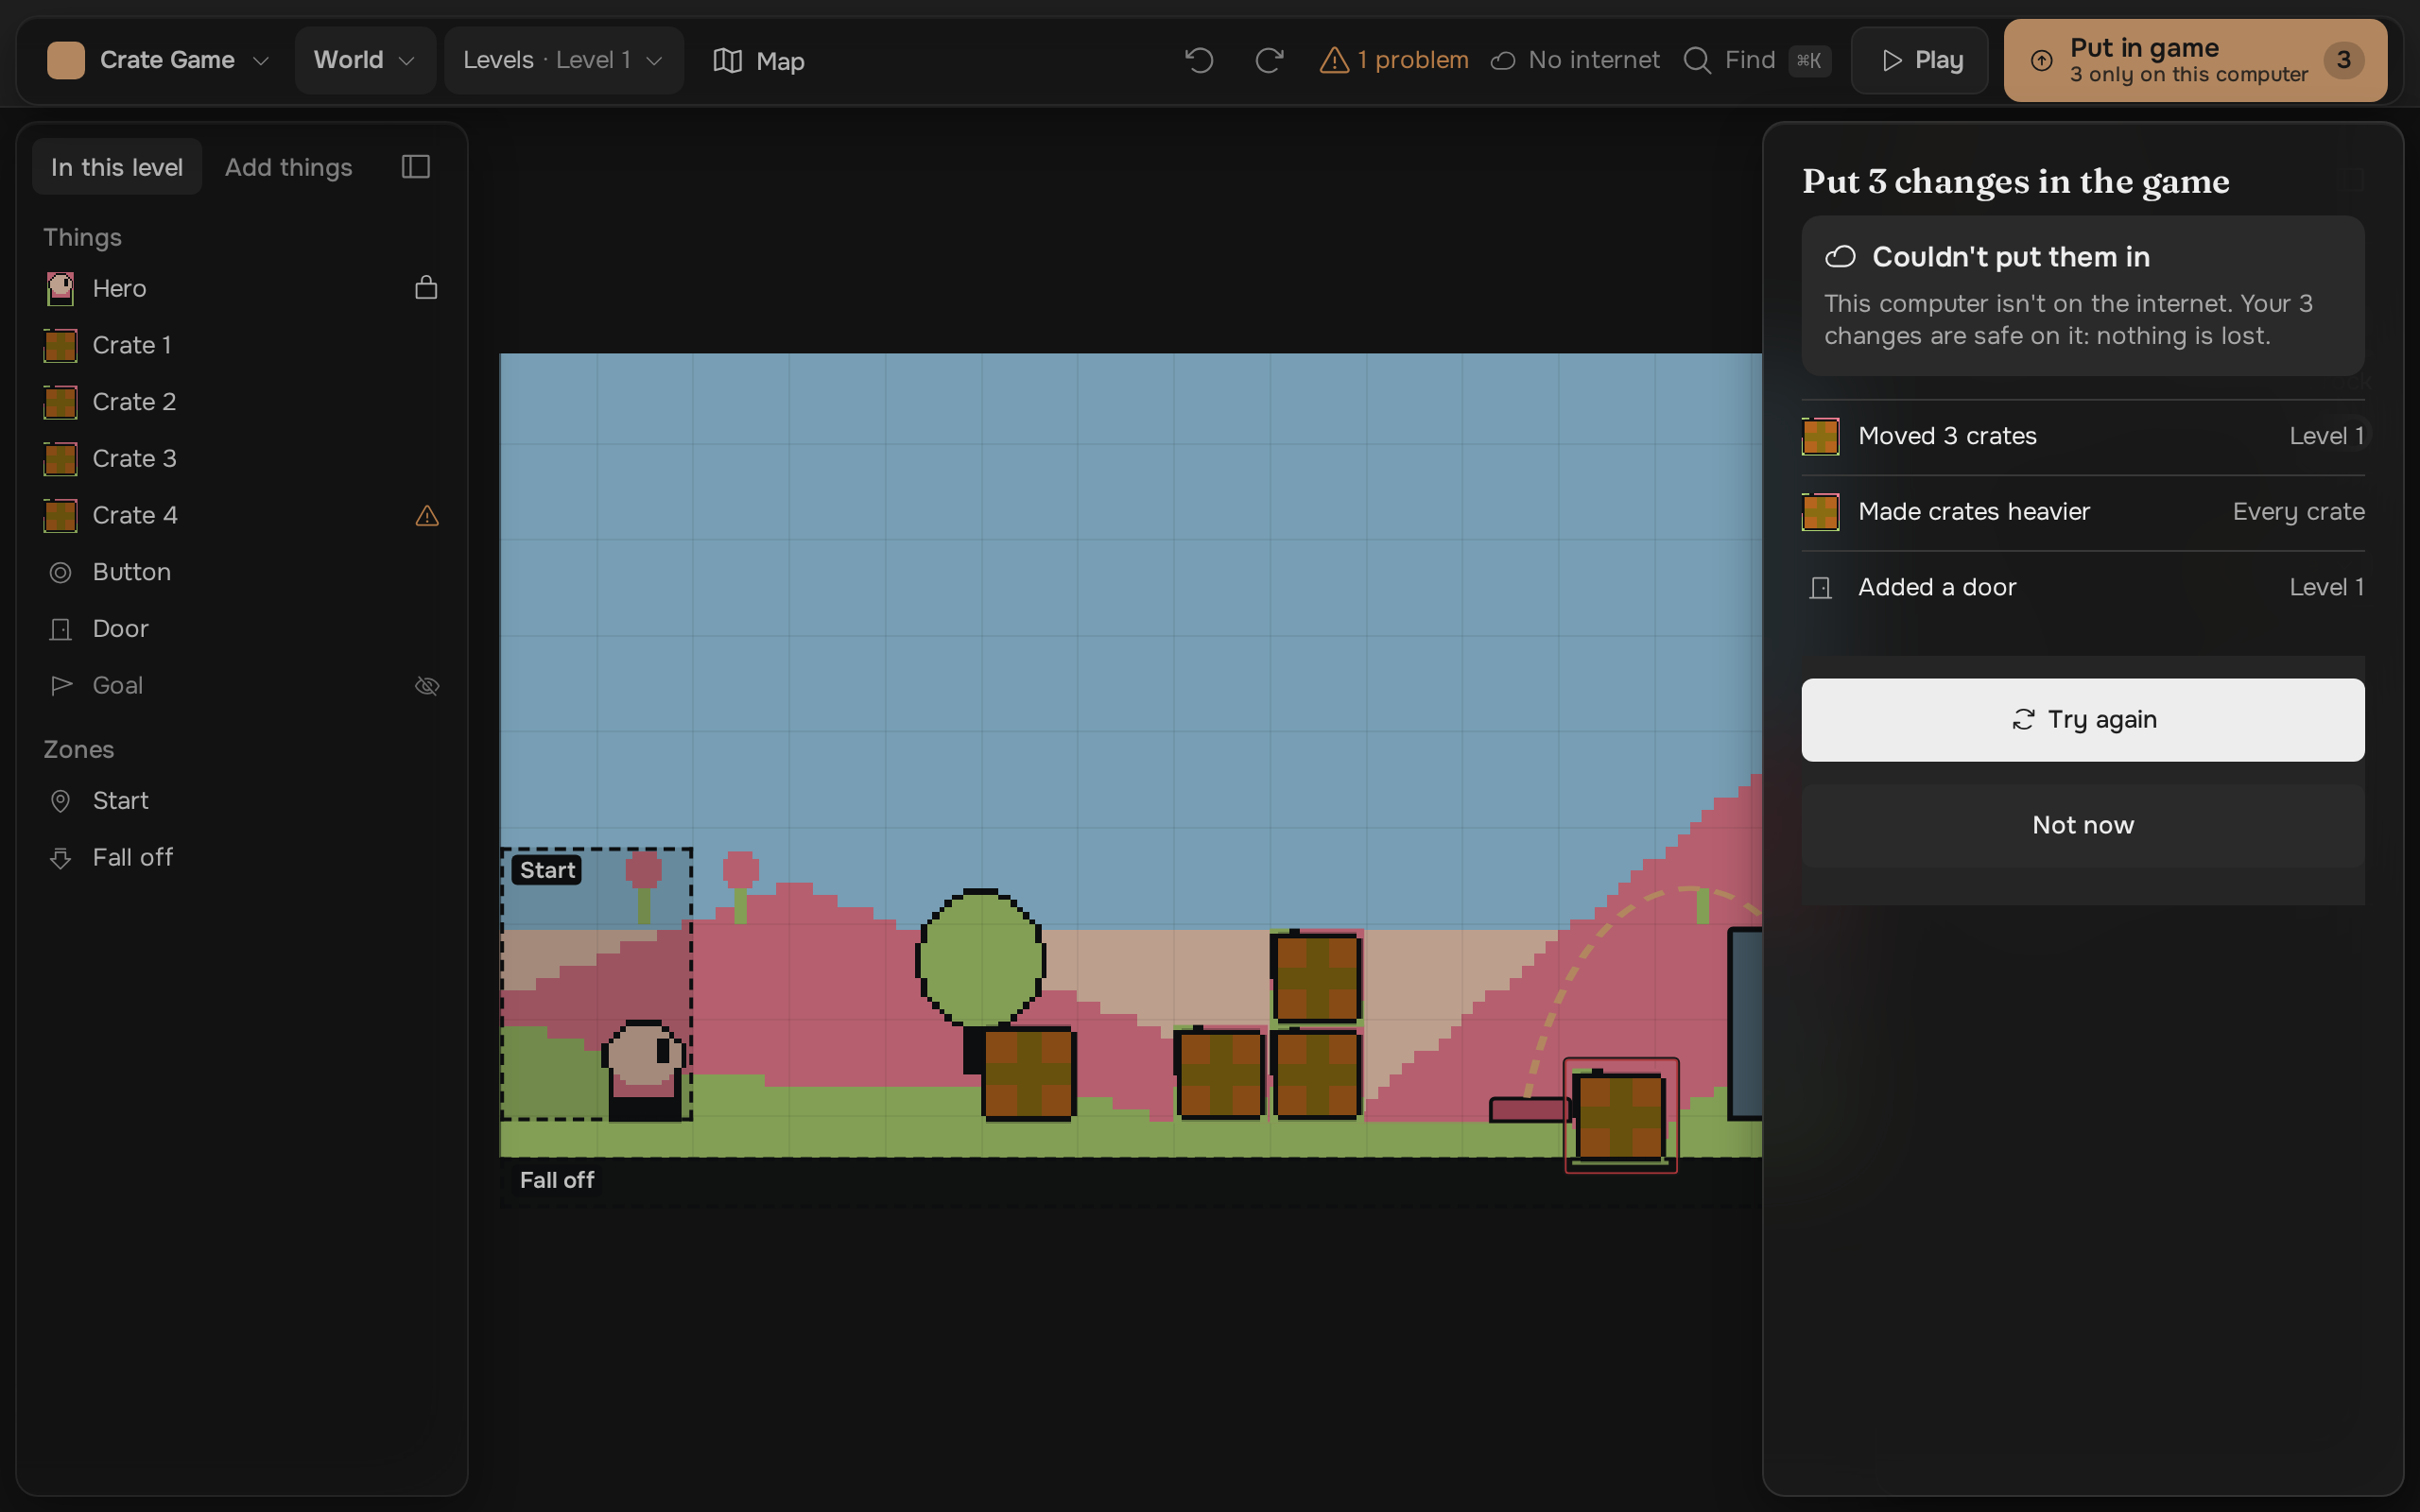 Crate Game
World
Levels · Level 1
Map
1 problem
No internet
Find ⌘K
Play
Put in game
3 only on this computer
3
In this level
Add things
Things
Hero
Crate 1
Crate 2
Crate 3
Crate 4
Button
Door
Goal
Zones
Start
Fall off
Start
Fall off
Put 3 changes in the game
Couldn't put them in
This computer isn't on the internet. Your 3
changes are safe on it: nothing is lost.
Moved 3 crates Level 1
Made crates heavier Every crate
Added a door Level 1
Try again
Not now